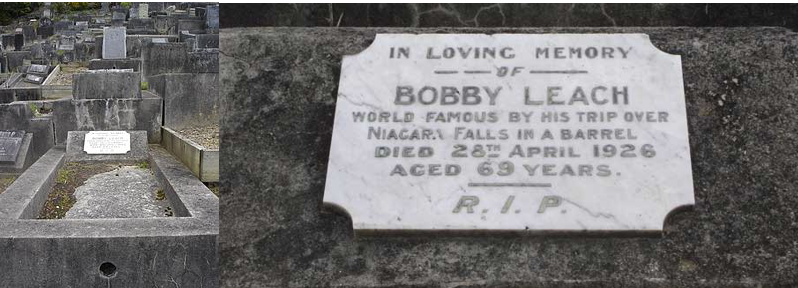 IN LOVING MEMORY
OF
BOBBY LEACH
WORLD FAMOUS BY HIS TRIP OVER
NIAGARA FALLS IN A BARREL
DIED 28TH APRIL 1926
AGED 69 YEARS.
R. I. P.